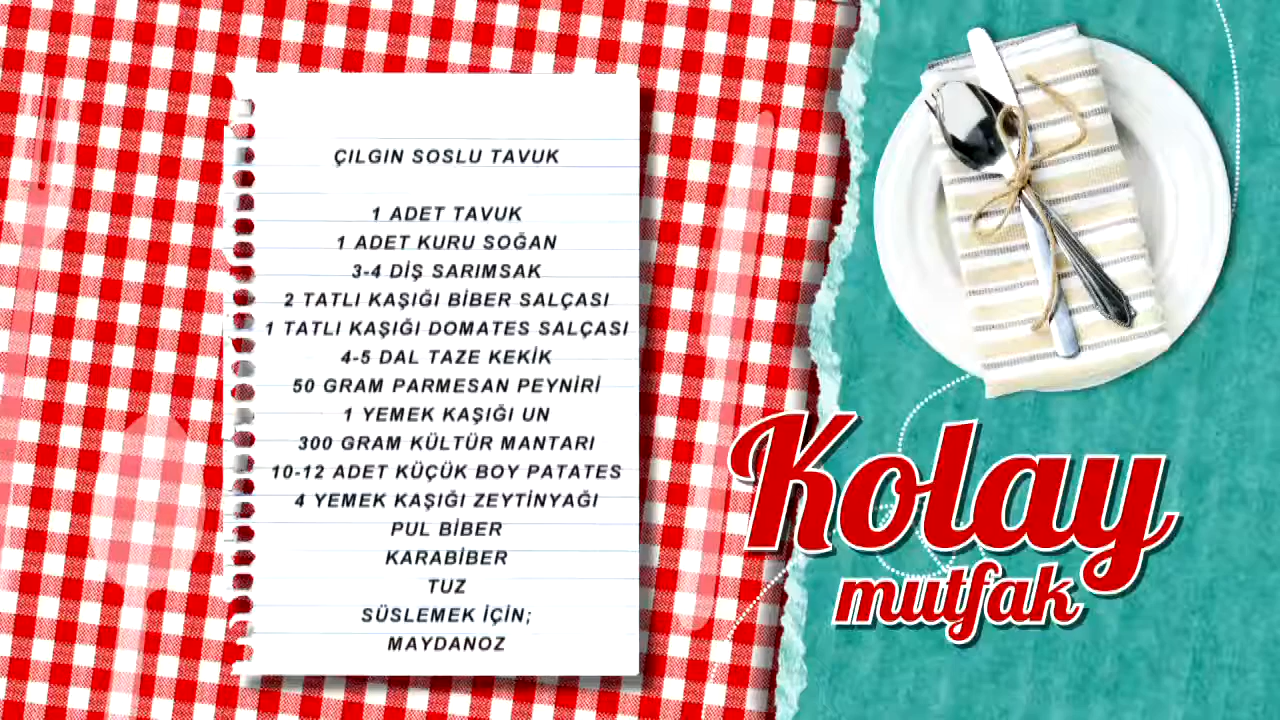 ÇILGIN SOSLU TAVUK
1 ADET TAVUK
1 ADET KURU SOĞAN
3-4 DİŞ SARIMSAK
2 TATLI KAŞIĞI BİBER SALÇASI
1 TATLI KAŞIĞI DOMATES SALÇASI
4-5 DAL TAZE KEKİK
50 GRAM PARMESAN PEYNİRİ
1 YEMEK KAŞIĞI UN
300 GRAM KÜLTÜR MANTARI
10-12 ADET KÜÇÜK BOY PATATES
4 YEMEK KAŞIĞI ZEYTİNYAĞI
PUL BİBER
KARABİBER
TUZ
SÜSLEMEK İÇİN;
MAYDANOZ
Kolay
mutfak